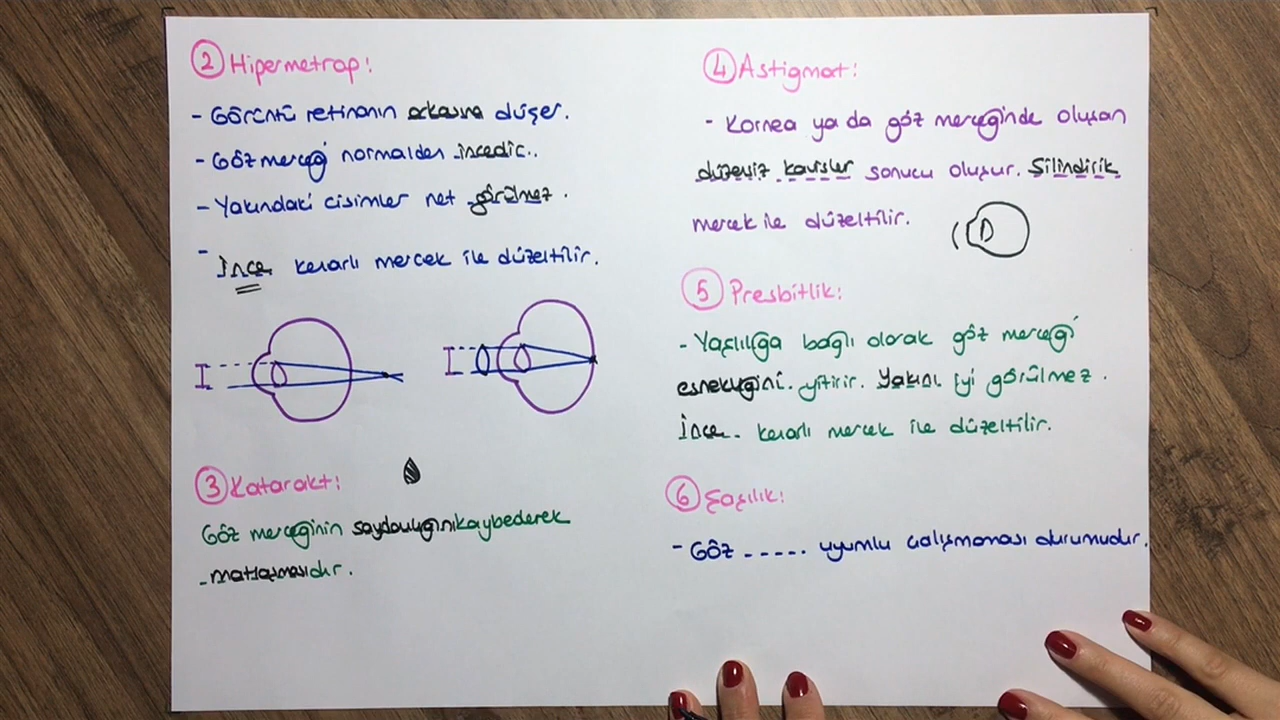 ② Hipermetrop:
- Görüntü retinanın arkasına düşer.
- Göz merceği normalden incedir.
- Yakındaki cisimler net görülmez.
- İnce kenarlı mercek ile düzeltilir.
③ Katarakt:
Göz merceğinin saydamlığını kaybederek
matlaşmasıdır.
④ Astigmat:
- Kornea ya da göz merceğinde oluşan
düzensiz kavisler sonucu oluşur. Silindirik
mercek ile düzeltilir.
⑤ Presbitlik:
- Yaşlılığa bağlı olarak göz merceği
esnekliğini yitirir. Yakını iyi görülmez.
İnce kenarlı mercek ile düzeltilir.
⑥ Şaşılık:
- Göz ..... uyumlu çalışmaması durumudur.